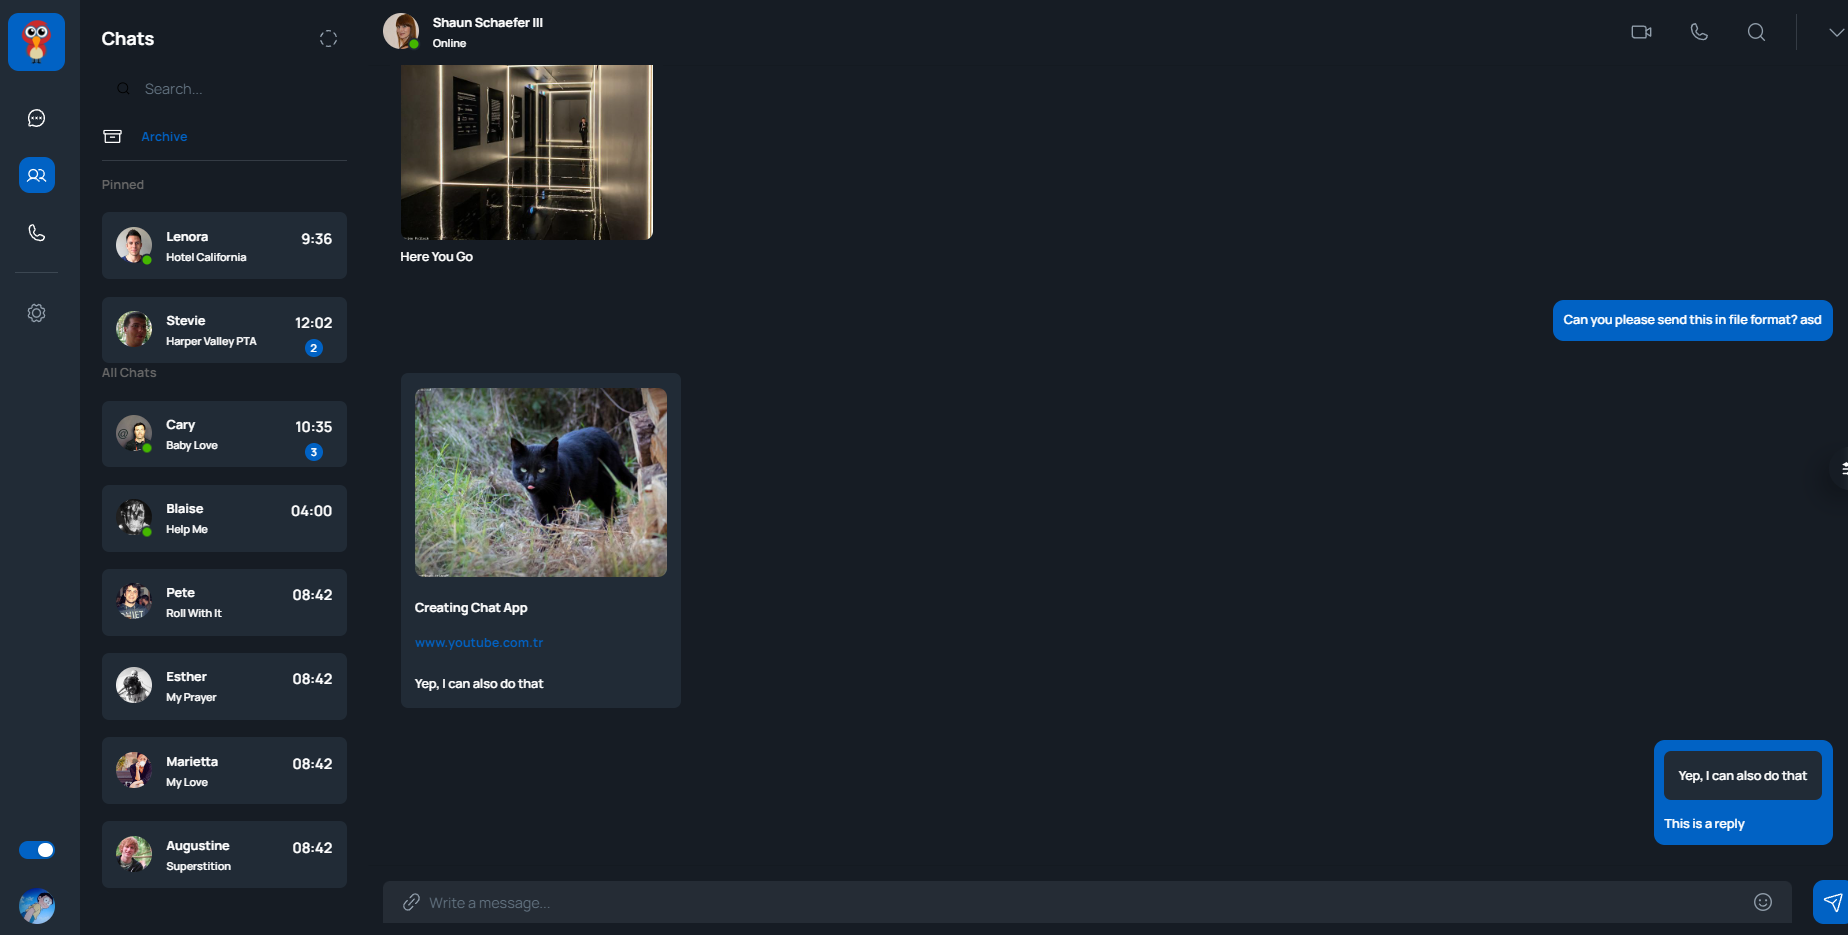 Chats
Search...
Archive
Pinned
Lenora
9:36
Hotel California
Stevie
12:02
Harper Valley PTA
2
All Chats
Cary
10:35
Baby Love
3
Blaise
04:00
Help Me
Pete
08:42
Roll With It
Esther
08:42
My Prayer
Marietta
08:42
My Love
Augustine
08:42
Superstition
Shaun Schaefer III
Online
Here You Go
Can you please send this in file format? asd
Creating Chat App
www.youtube.com.tr
Yep, I can also do that
Yep, I can also do that
This is a reply
Write a message...